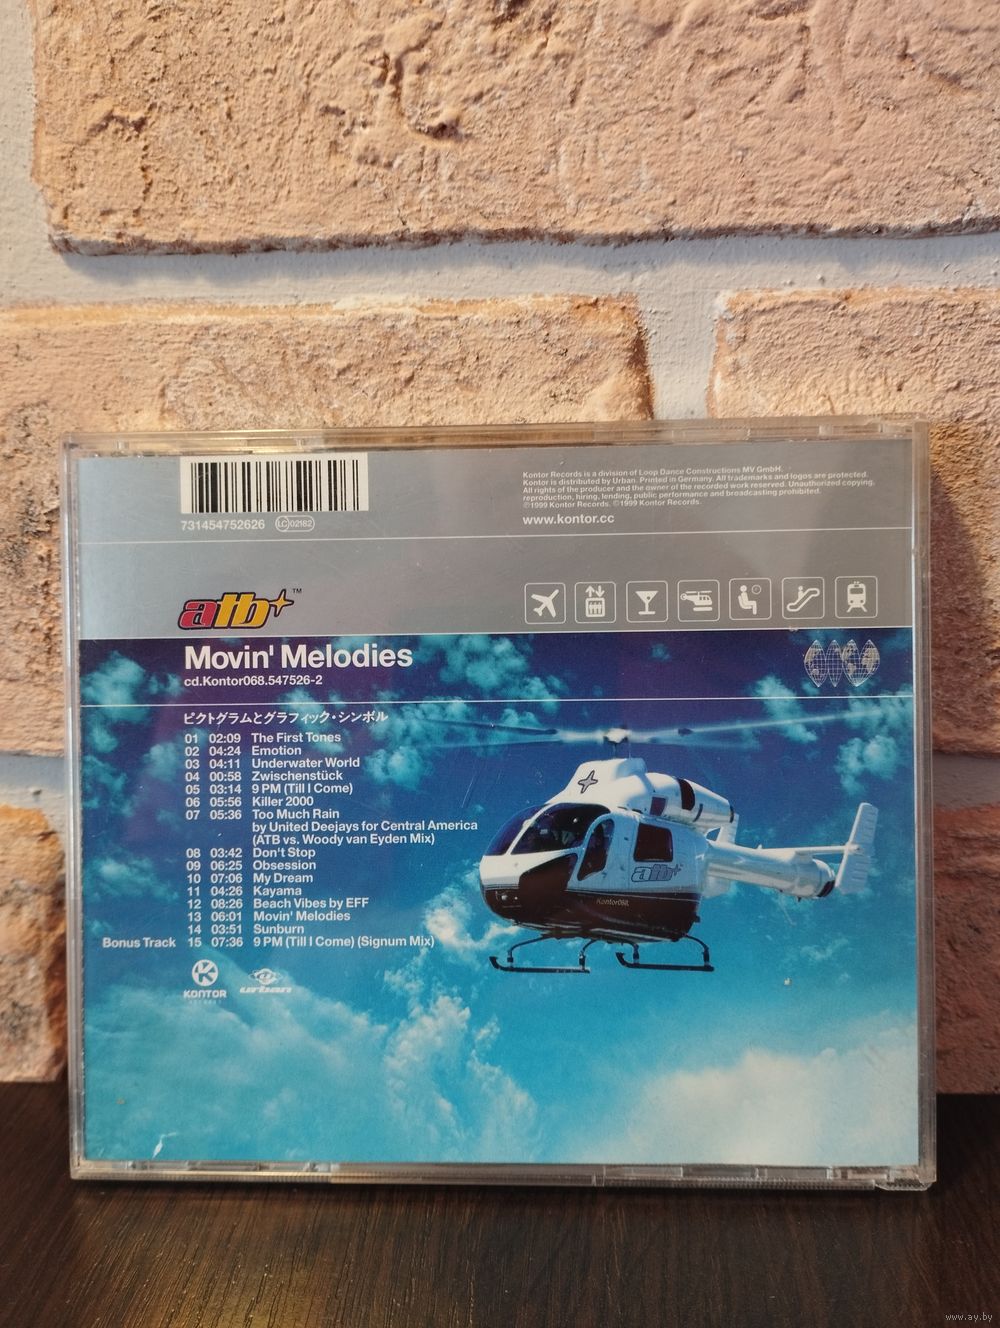 731454752626 LC 02182
Kontor Records is a division of Loop Dance Constructions MV GmbH.
Kontor is distributed by Urban. Printed in Germany. All trademarks and logos are protected.
All rights of the producer and the owner of the recorded work reserved. Unauthorized copying,
reproduction, hiring, lending, public performance and broadcasting prohibited.
℗1999 Kontor Records. ©1999 Kontor Records.
www.kontor.cc
atb TM
Movin' Melodies
cd.Kontor068.547526-2
ピクトグラムとグラフィック・シンボル
01 02:09 The First Tones
02 04:24 Emotion
03 04:11 Underwater World
04 00:58 Zwischenstück
05 03:14 9 PM (Till I Come)
06 05:56 Killer 2000
07 05:36 Too Much Rain
by United Deejays for Central America
(ATB vs. Woody van Eyden Mix)
08 03:42 Don't Stop
09 06:25 Obsession
10 07:06 My Dream
11 04:26 Kayama
12 08:26 Beach Vibes by EFF
13 06:01 Movin' Melodies
14 03:51 Sunburn
Bonus Track 15 07:36 9 PM (Till I Come) (Signum Mix)
atb
Kontor068.
KONTOR
RECORDS
urban
www.ay.by